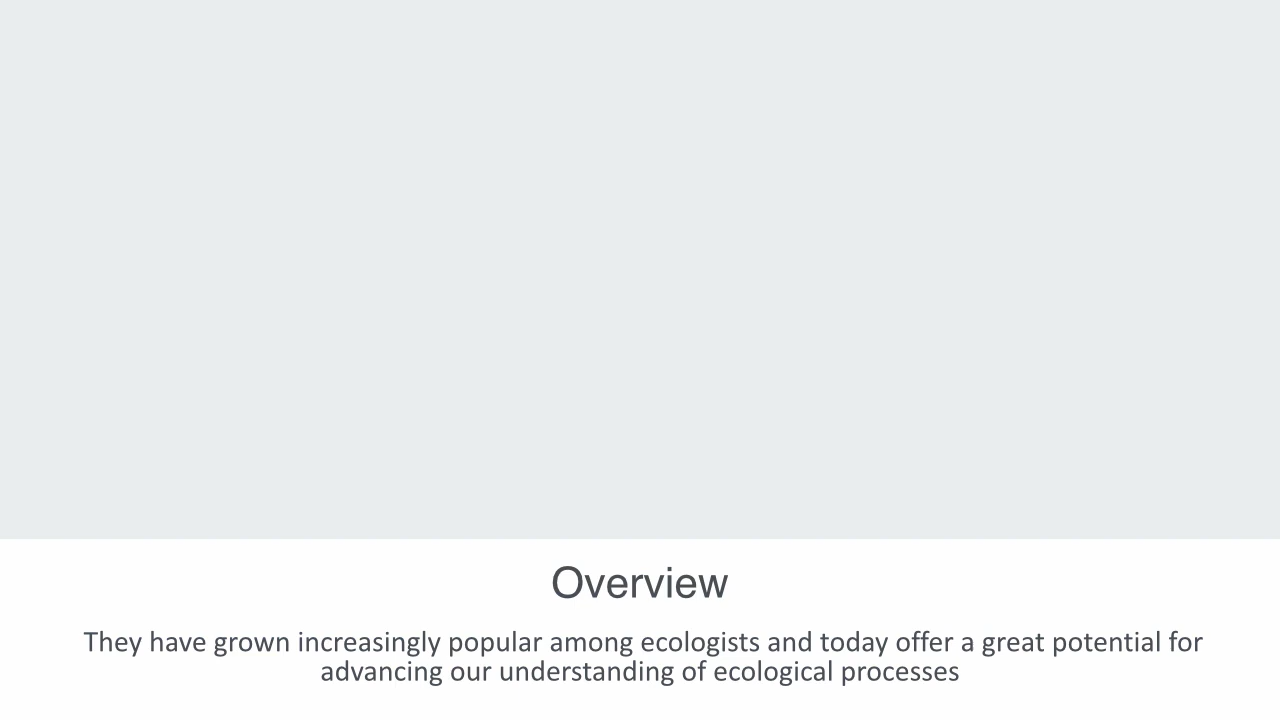 Overview
They have grown increasingly popular among ecologists and today offer a great potential for
advancing our understanding of ecological processes